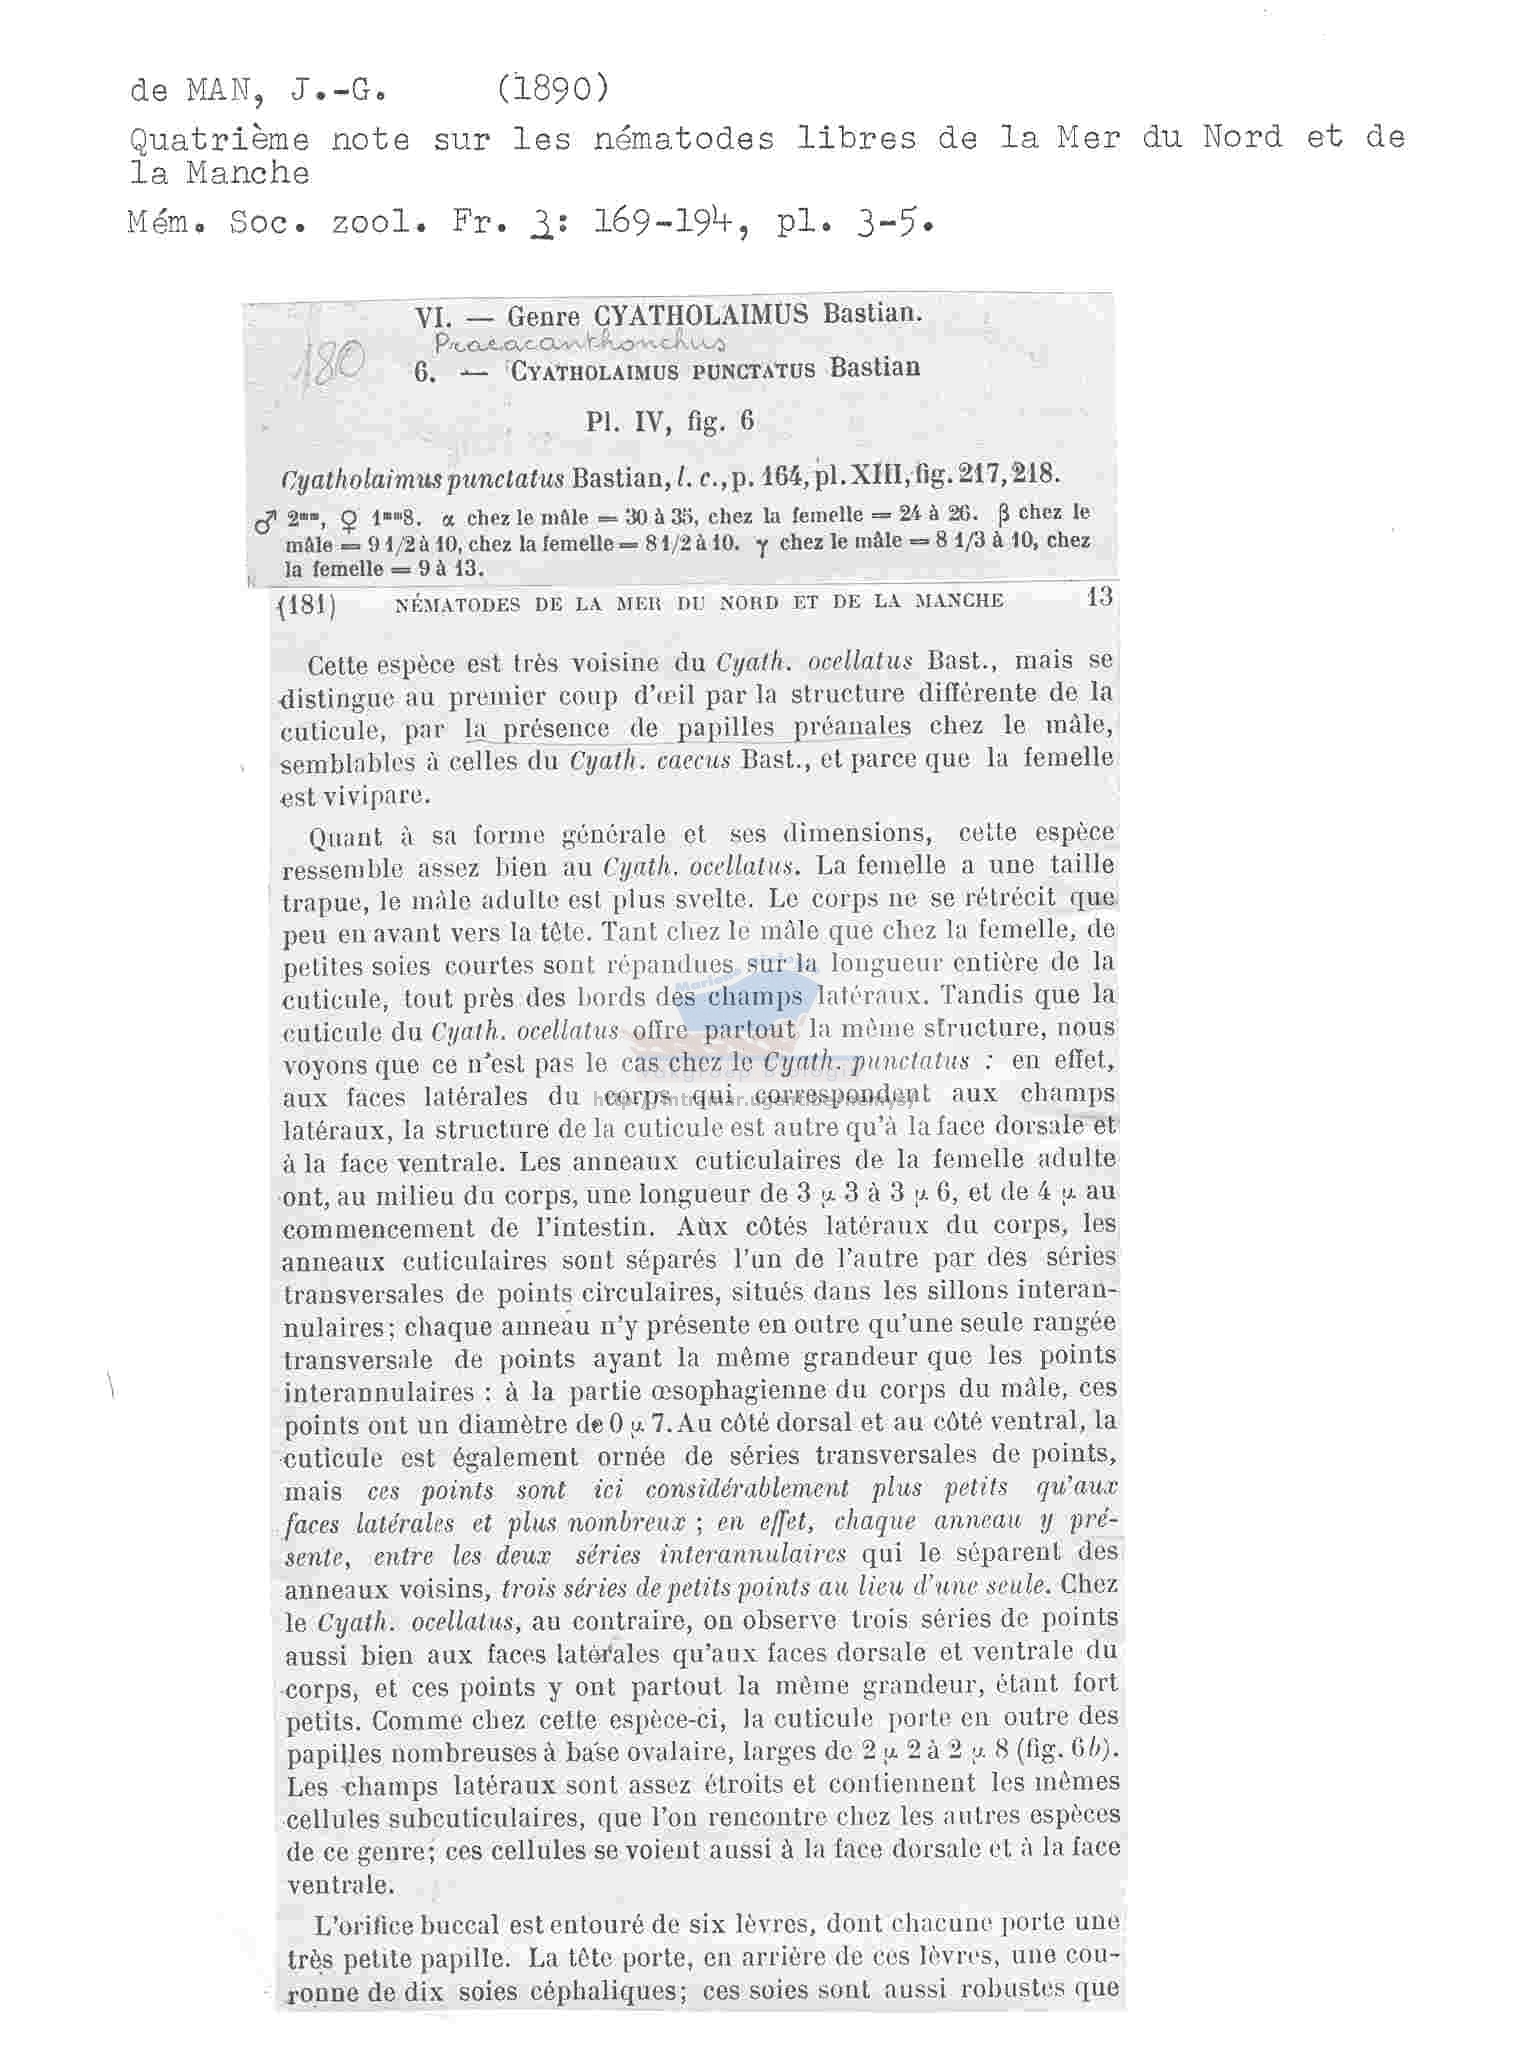 de MAN, J.-G. (1890)
Quatrième note sur les nématodes libres de la Mer du Nord et de
la Manche
Mém. Soc. zool. Fr. 3: 169-194, pl. 3-5.
VI. — Genre CYATHOLAIMUS Bastian.
Praeacanthonchus
180
6. — CYATHOLAIMUS PUNCTATUS Bastian
Pl. IV, fig. 6
Cyatholaimus punctatus Bastian, l. c., p. 164, pl. XIII, fig. 217, 218.
♂ 2mm, ♀ 1mm8. α chez le mâle = 30 à 35, chez la femelle = 24 à 26. β chez le
mâle = 9 1/2 à 10, chez la femelle = 8 1/2 à 10. γ chez le mâle = 8 1/3 à 10, chez
la femelle = 9 à 13.
(181) NÉMATODES DE LA MER DU NORD ET DE LA MANCHE 13
Cette espèce est très voisine du Cyath. ocellatus Bast., mais se
distingue au premier coup d'œil par la structure différente de la
cuticule, par la présence de papilles préanales chez le mâle,
semblables à celles du Cyath. caecus Bast., et parce que la femelle
est vivipare.
Quant à sa forme générale et ses dimensions, cette espèce
ressemble assez bien au Cyath. ocellatus. La femelle a une taille
trapue, le mâle adulte est plus svelte. Le corps ne se rétrécit que
peu en avant vers la tête. Tant chez le mâle que chez la femelle, de
petites soies courtes sont répandues sur la longueur entière de la
cuticule, tout près des bords des champs latéraux. Tandis que la
cuticule du Cyath. ocellatus offre partout la même structure, nous
voyons que ce n'est pas le cas chez le Cyath. punctatus : en effet,
aux faces latérales du corps qui correspondent aux champs
latéraux, la structure de la cuticule est autre qu'à la face dorsale et
à la face ventrale. Les anneaux cuticulaires de la femelle adulte
ont, au milieu du corps, une longueur de 3 μ 3 à 3 μ 6, et de 4 μ au
commencement de l'intestin. Aux côtés latéraux du corps, les
anneaux cuticulaires sont séparés l'un de l'autre par des séries
transversales de points circulaires, situés dans les sillons interan-
nulaires; chaque anneau n'y présente en outre qu'une seule rangée
transversale de points ayant la même grandeur que les points
interannulaires : à la partie œsophagienne du corps du mâle, ces
points ont un diamètre de 0 μ 7. Au côté dorsal et au côté ventral, la
cuticule est également ornée de séries transversales de points,
mais ces points sont ici considérablement plus petits qu'aux
faces latérales et plus nombreux ; en effet, chaque anneau y pré-
sente, entre les deux séries interannulaires qui le séparent des
anneaux voisins, trois séries de petits points au lieu d'une seule. Chez
le Cyath. ocellatus, au contraire, on observe trois séries de points
aussi bien aux faces latérales qu'aux faces dorsale et ventrale du
corps, et ces points y ont partout la même grandeur, étant fort
petits. Comme chez cette espèce-ci, la cuticule porte en outre des
papilles nombreuses à base ovalaire, larges de 2 μ 2 à 2 μ 8 (fig. 6b).
Les champs latéraux sont assez étroits et contiennent les mêmes
cellules subcuticulaires, que l'on rencontre chez les autres espèces
de ce genre; ces cellules se voient aussi à la face dorsale et à la face
ventrale.
L'orifice buccal est entouré de six lèvres, dont chacune porte une
très petite papille. La tête porte, en arrière de ces lèvres, une cou-
ronne de dix soies céphaliques; ces soies sont aussi robustes que